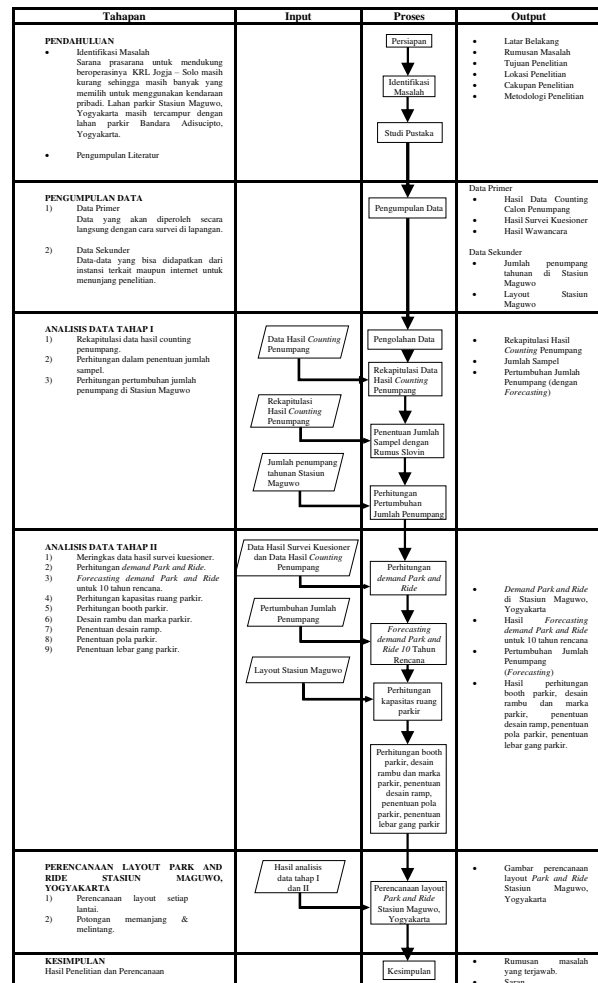 Tahapan Input Proses Output
PENDAHULUAN
• Identifikasi Masalah
Sarana prasarana untuk mendukung
beroperasinya KRL Jogja – Solo masih
kurang sehingga masih banyak yang
memilih untuk menggunakan kendaraan
pribadi. Lahan parkir Stasiun Maguwo,
Yogyakarta masih tercampur dengan
lahan parkir Bandara Adisucipto,
Yogyakarta.
• Pengumpulan Literatur
Persiapan
Identifikasi
Masalah
Studi Pustaka
• Latar Belakang
• Rumusan Masalah
• Tujuan Penelitian
• Lokasi Penelitian
• Cakupan Penelitian
• Metodologi Penelitian
PENGUMPULAN DATA
1) Data Primer
Data yang akan diperoleh secara
langsung dengan cara survei di lapangan.
2) Data Sekunder
Data-data yang bisa didapatkan dari
instansi terkait maupun internet untuk
menunjang penelitian.
Pengumpulan Data
Data Primer
• Hasil Data Counting
Calon Penumpang
• Hasil Survei Kuesioner
• Hasil Wawancara
Data Sekunder
• Jumlah penumpang
tahunan di Stasiun
Maguwo
• Layout Stasiun
Maguwo
ANALISIS DATA TAHAP I
1) Rekapitulasi data hasil counting
penumpang.
2) Perhitungan dalam penentuan jumlah
sampel.
3) Perhitungan pertumbuhan jumlah
penumpang di Stasiun Maguwo
Data Hasil Counting
Penumpang
Rekapitulasi
Hasil Counting
Penumpang
Jumlah penumpang
tahunan Stasiun
Maguwo
Pengolahan Data
Rekapitulasi Data
Hasil Counting
Penumpang
Penentuan Jumlah
Sampel dengan
Rumus Slovin
Perhitungan
Pertumbuhan
Jumlah Penumpang
• Rekapitulasi Hasil
Counting Penumpang
• Jumlah Sampel
• Pertumbuhan Jumlah
Penumpang (dengan
Forecasting)
ANALISIS DATA TAHAP II
1) Meringkas data hasil survei kuesioner.
2) Perhitungan demand Park and Ride.
3) Forecasting demand Park and Ride
untuk 10 tahun rencana.
4) Perhitungan kapasitas ruang parkir.
5) Perhitungan booth parkir.
6) Desain rambu dan marka parkir.
7) Penentuan desain ramp.
8) Penentuan pola parkir.
9) Penentuan lebar gang parkir.
Data Hasil Survei Kuesioner
dan Data Hasil Counting
Penumpang
Pertumbuhan Jumlah
Penumpang
Layout Stasiun Maguwo
Perhitungan
demand Park and
Ride
Forecasting
demand Park and
Ride 10 Tahun
Rencana
Perhitungan
kapasitas ruang
parkir
Perhitungan booth
parkir, desain
rambu dan marka
parkir, penentuan
desain ramp,
penentuan pola
parkir, penentuan
lebar gang parkir
• Demand Park and Ride
di Stasiun Maguwo,
Yogyakarta
• Hasil Forecasting
demand Park and Ride
untuk 10 tahun rencana
• Pertumbuhan Jumlah
Penumpang
(Forecasting)
• Hasil perhitungan
booth parkir, desain
rambu dan marka
parkir, penentuan
desain ramp, penentuan
pola parkir, penentuan
lebar gang parkir.
PERENCANAAN LAYOUT PARK AND
RIDE STASIUN MAGUWO,
YOGYAKARTA
1) Perencanaan layout setiap
lantai.
2) Potongan memanjang &
melintang.
Hasil analisis
data tahap I
dan II
Perencanaan layout
Park and Ride
Stasiun Maguwo,
Yogyakarta
• Gambar perencanaan
layout Park and Ride
Stasiun Maguwo,
Yogyakarta
KESIMPULAN
Hasil Penelitian dan Perencanaan
Kesimpulan
• Rumusan masalah
yang terjawab.
• Saran